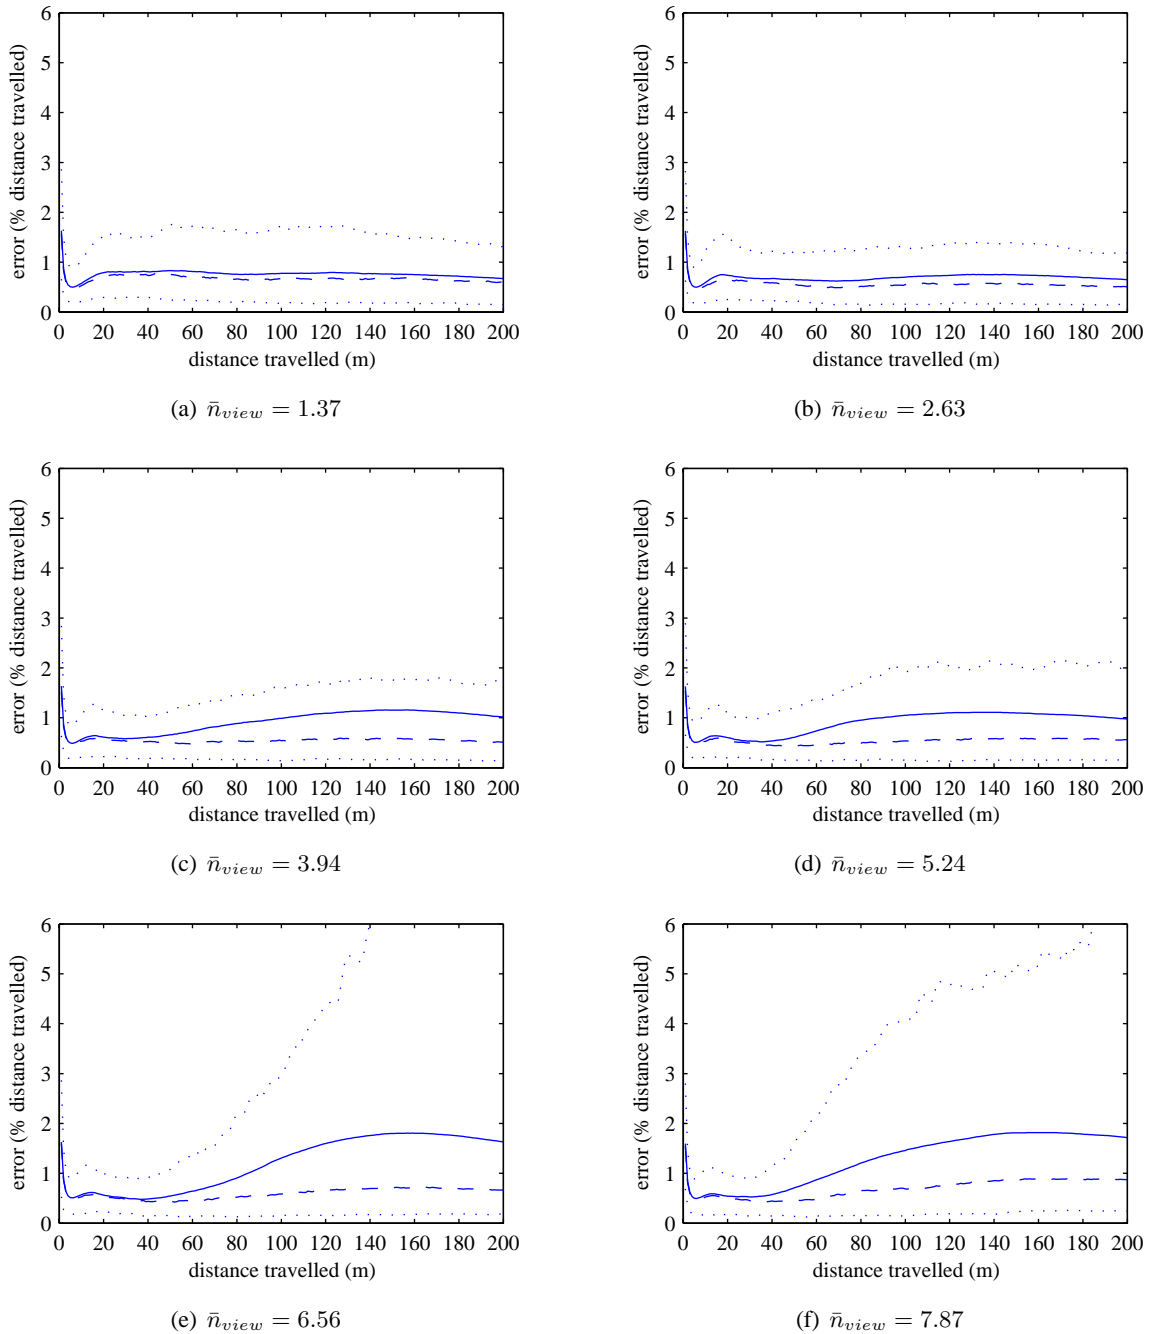 6
5
4
3
2
1
0
error (% distance travelled)
0 20 40 60 80 100 120 140 160 180 200
distance travelled (m)
(a) n̄view = 1.37
6
5
4
3
2
1
0
error (% distance travelled)
0 20 40 60 80 100 120 140 160 180 200
distance travelled (m)
(b) n̄view = 2.63
6
5
4
3
2
1
0
error (% distance travelled)
0 20 40 60 80 100 120 140 160 180 200
distance travelled (m)
(c) n̄view = 3.94
6
5
4
3
2
1
0
error (% distance travelled)
0 20 40 60 80 100 120 140 160 180 200
distance travelled (m)
(d) n̄view = 5.24
6
5
4
3
2
1
0
error (% distance travelled)
0 20 40 60 80 100 120 140 160 180 200
distance travelled (m)
(e) n̄view = 6.56
6
5
4
3
2
1
0
error (% distance travelled)
0 20 40 60 80 100 120 140 160 180 200
distance travelled (m)
(f) n̄view = 7.87